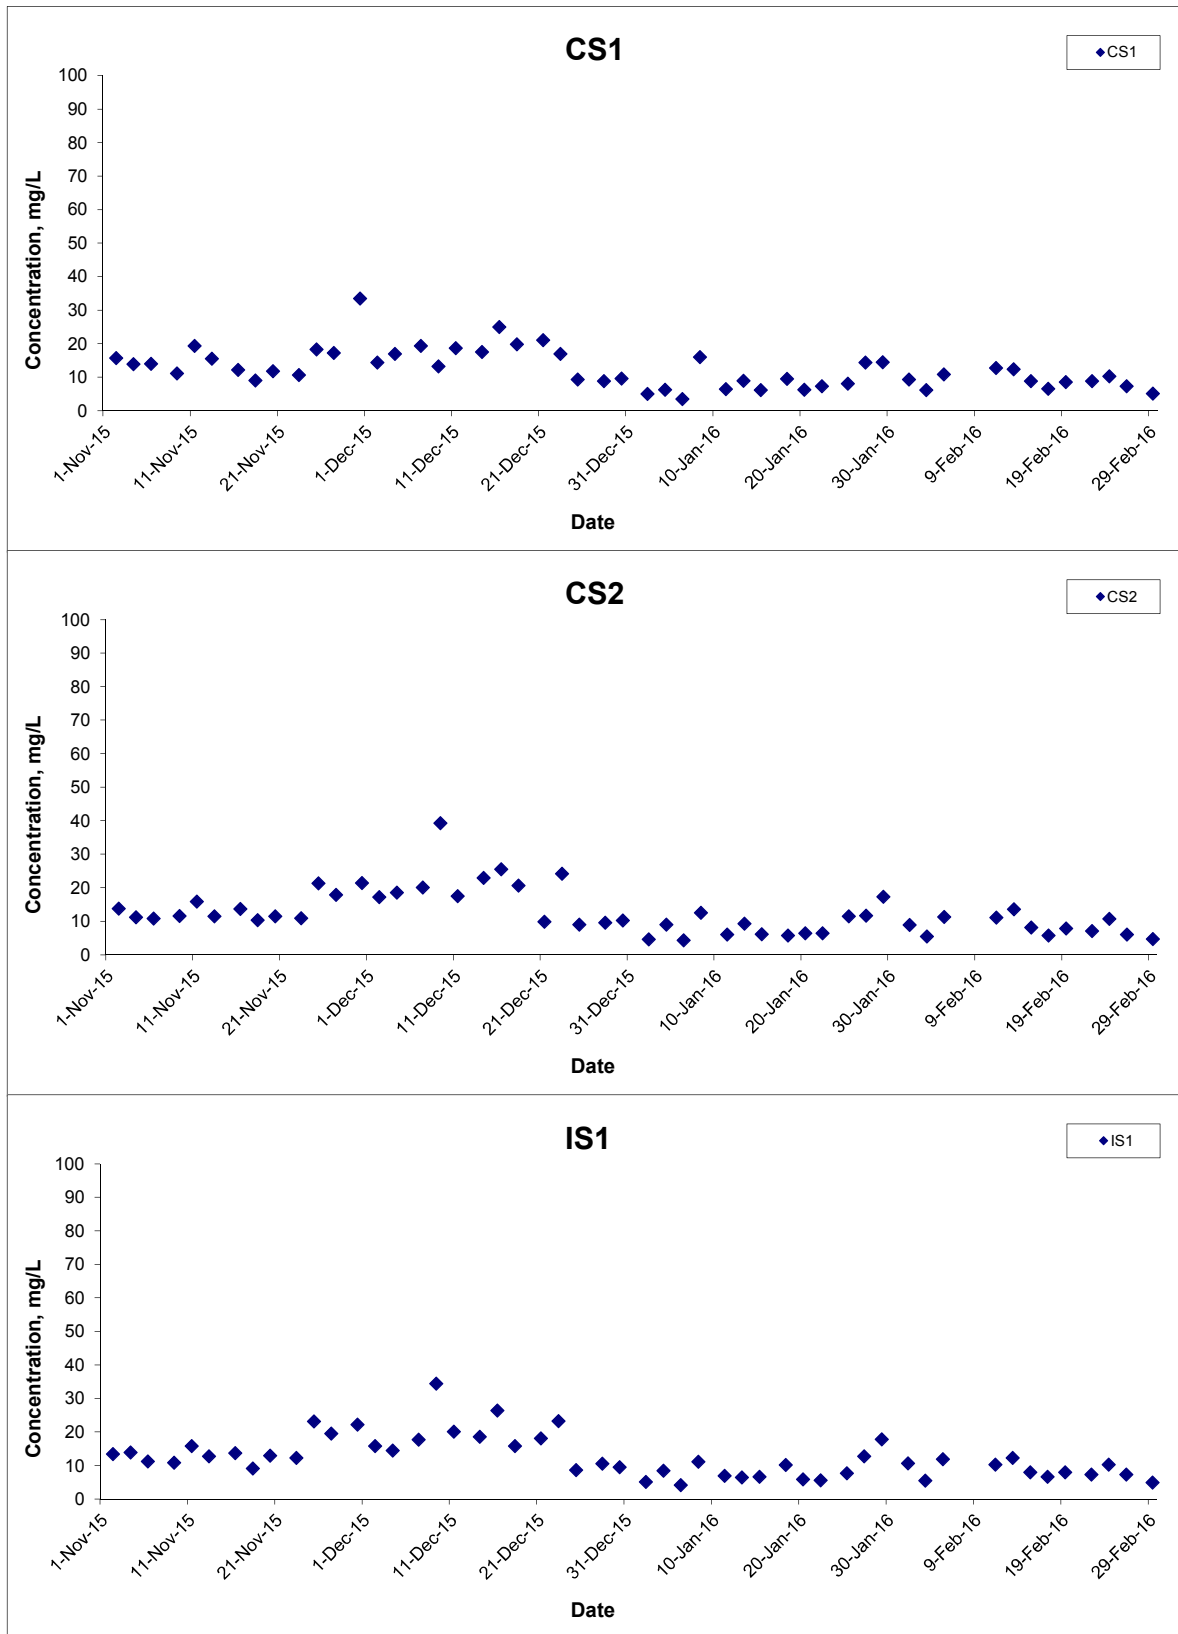 CS1
CS1
100
90
80
70
60
50
40
30
20
10
0
Concentration, mg/L
1-Nov-15
11-Nov-15
21-Nov-15
1-Dec-15
11-Dec-15
21-Dec-15
31-Dec-15
10-Jan-16
20-Jan-16
30-Jan-16
9-Feb-16
19-Feb-16
29-Feb-16
Date
CS2
CS2
100
90
80
70
60
50
40
30
20
10
0
Concentration, mg/L
1-Nov-15
11-Nov-15
21-Nov-15
1-Dec-15
11-Dec-15
21-Dec-15
31-Dec-15
10-Jan-16
20-Jan-16
30-Jan-16
9-Feb-16
19-Feb-16
29-Feb-16
Date
IS1
IS1
100
90
80
70
60
50
40
30
20
10
0
Concentration, mg/L
1-Nov-15
11-Nov-15
21-Nov-15
1-Dec-15
11-Dec-15
21-Dec-15
31-Dec-15
10-Jan-16
20-Jan-16
30-Jan-16
9-Feb-16
19-Feb-16
29-Feb-16
Date